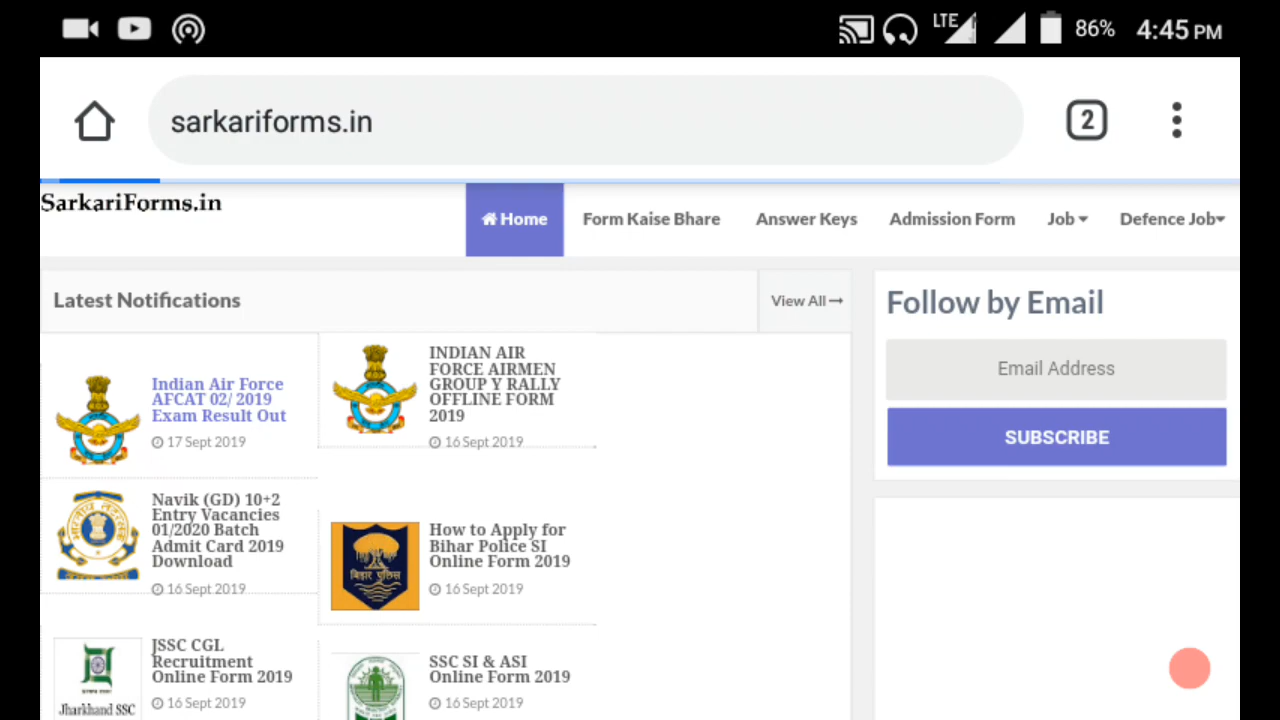 LTE 86% 4:45 PM
sarkariforms.in 2
SarkariForms.in
Home Form Kaise Bhare Answer Keys Admission Form Job Defence Job
Latest Notifications
View All
Follow by Email
Email Address
SUBSCRIBE
Indian Air Force
AFCAT 02/ 2019
Exam Result Out
17 Sept 2019
INDIAN AIR
FORCE AIRMEN
GROUP Y RALLY
OFFLINE FORM
2019
16 Sept 2019
Navik (GD) 10+2
Entry Vacancies
01/2020 Batch
Admit Card 2019
Download
16 Sept 2019
बिहार पुलिस
How to Apply for
Bihar Police SI
Online Form 2019
16 Sept 2019
Jharkhand SSC
JSSC CGL
Recruitment
Online Form 2019
16 Sept 2019
SSC SI & ASI
Online Form 2019
16 Sept 2019